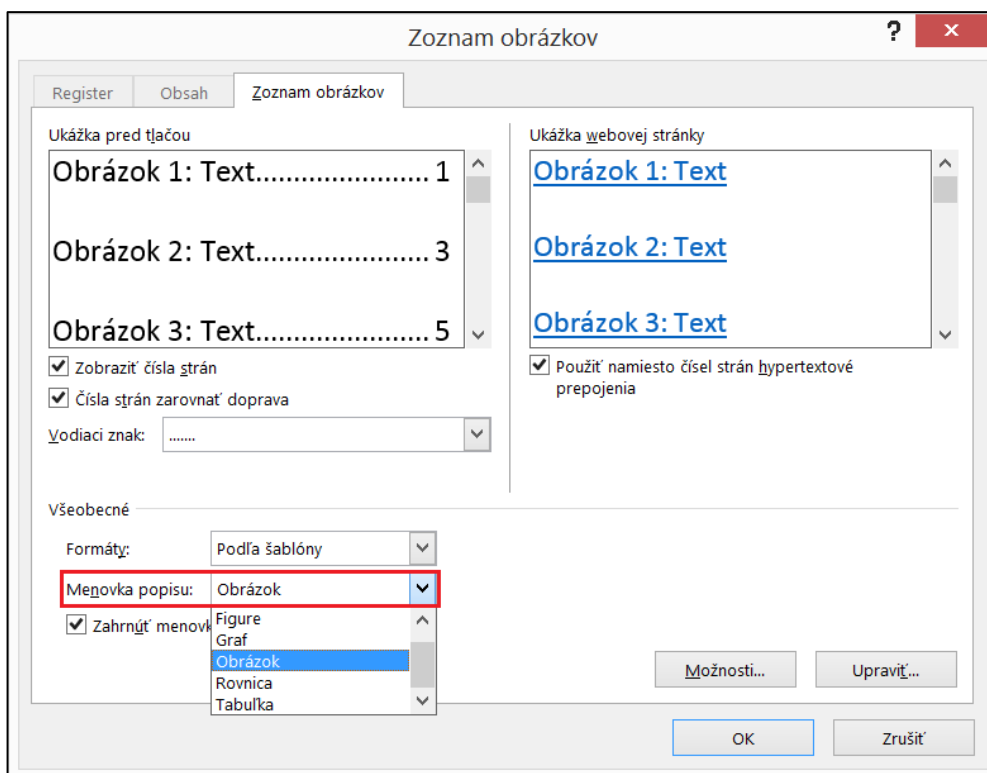 Zoznam obrázkov
?
Register Obsah Zoznam obrázkov
Ukážka pred tlačou
Obrázok 1: Text........................ 1
Obrázok 2: Text........................ 3
Obrázok 3: Text........................ 5
Zobraziť čísla strán
Čísla strán zarovnať doprava
Vodiaci znak: .......
Ukážka webovej stránky
Obrázok 1: Text
Obrázok 2: Text
Obrázok 3: Text
Použiť namiesto čísel strán hypertextové
prepojenia
Všeobecné
Formáty: Podľa šablóny
Menovka popisu: Obrázok
Zahrnúť menovk
Figure
Graf
Obrázok
Rovnica
Tabuľka
Možnosti... Upraviť...
OK Zrušiť